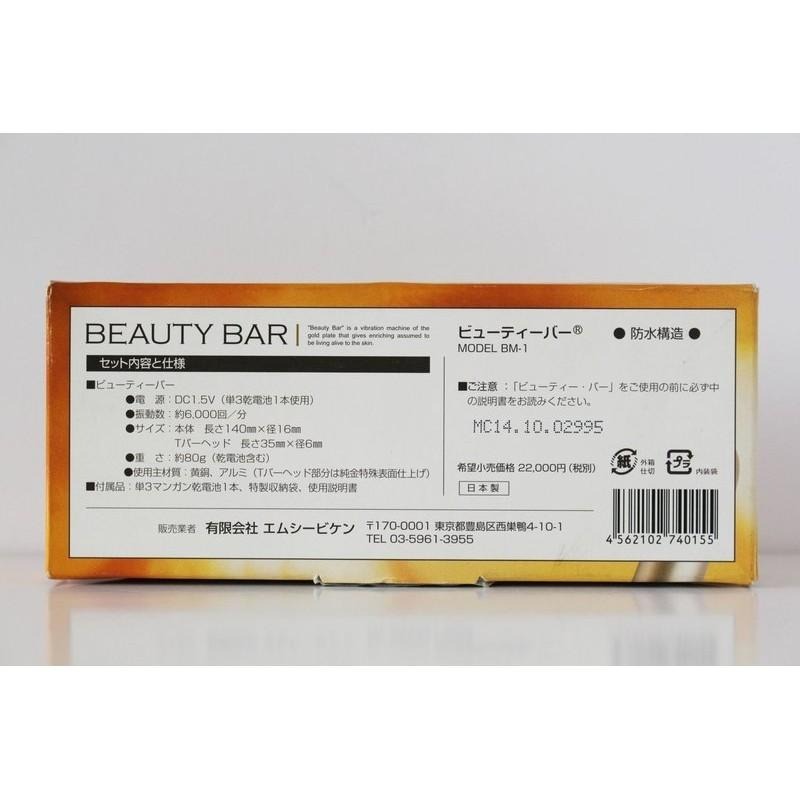 BEAUTY BAR
"Beauty Bar" is a vibration machine of the
gold plate that gives enriching assumed to
be living alive to the skin.
セット内容と仕様
■ビューティーバー
●電　源：DC1.5V（単3乾電池1本使用）
●振動数：約6,000回／分
●サイズ：本体　長さ140mm×径16mm
Tバーヘッド　長さ35mm×径6mm
●重　さ：約80g（乾電池含む）
●使用主材質：黄銅、アルミ（Tバーヘッド部分は純金特殊表面仕上げ）
■付属品：単3マンガン乾電池1本、特製収納袋、使用説明書
ビューティーバー®
MODEL BM-1
●防水構造●
■ご注意：「ビューティー・バー」をご使用の前に必ず中
の説明書をお読みください。
MC14.10.02995
希望小売価格 22,000円（税別）
日本製
紙
外箱
仕切
プラ
内装袋
販売業者　有限会社 エムシービケン　〒170-0001 東京都豊島区西巣鴨4-10-1
TEL 03-5961-3955
4 562102 740155